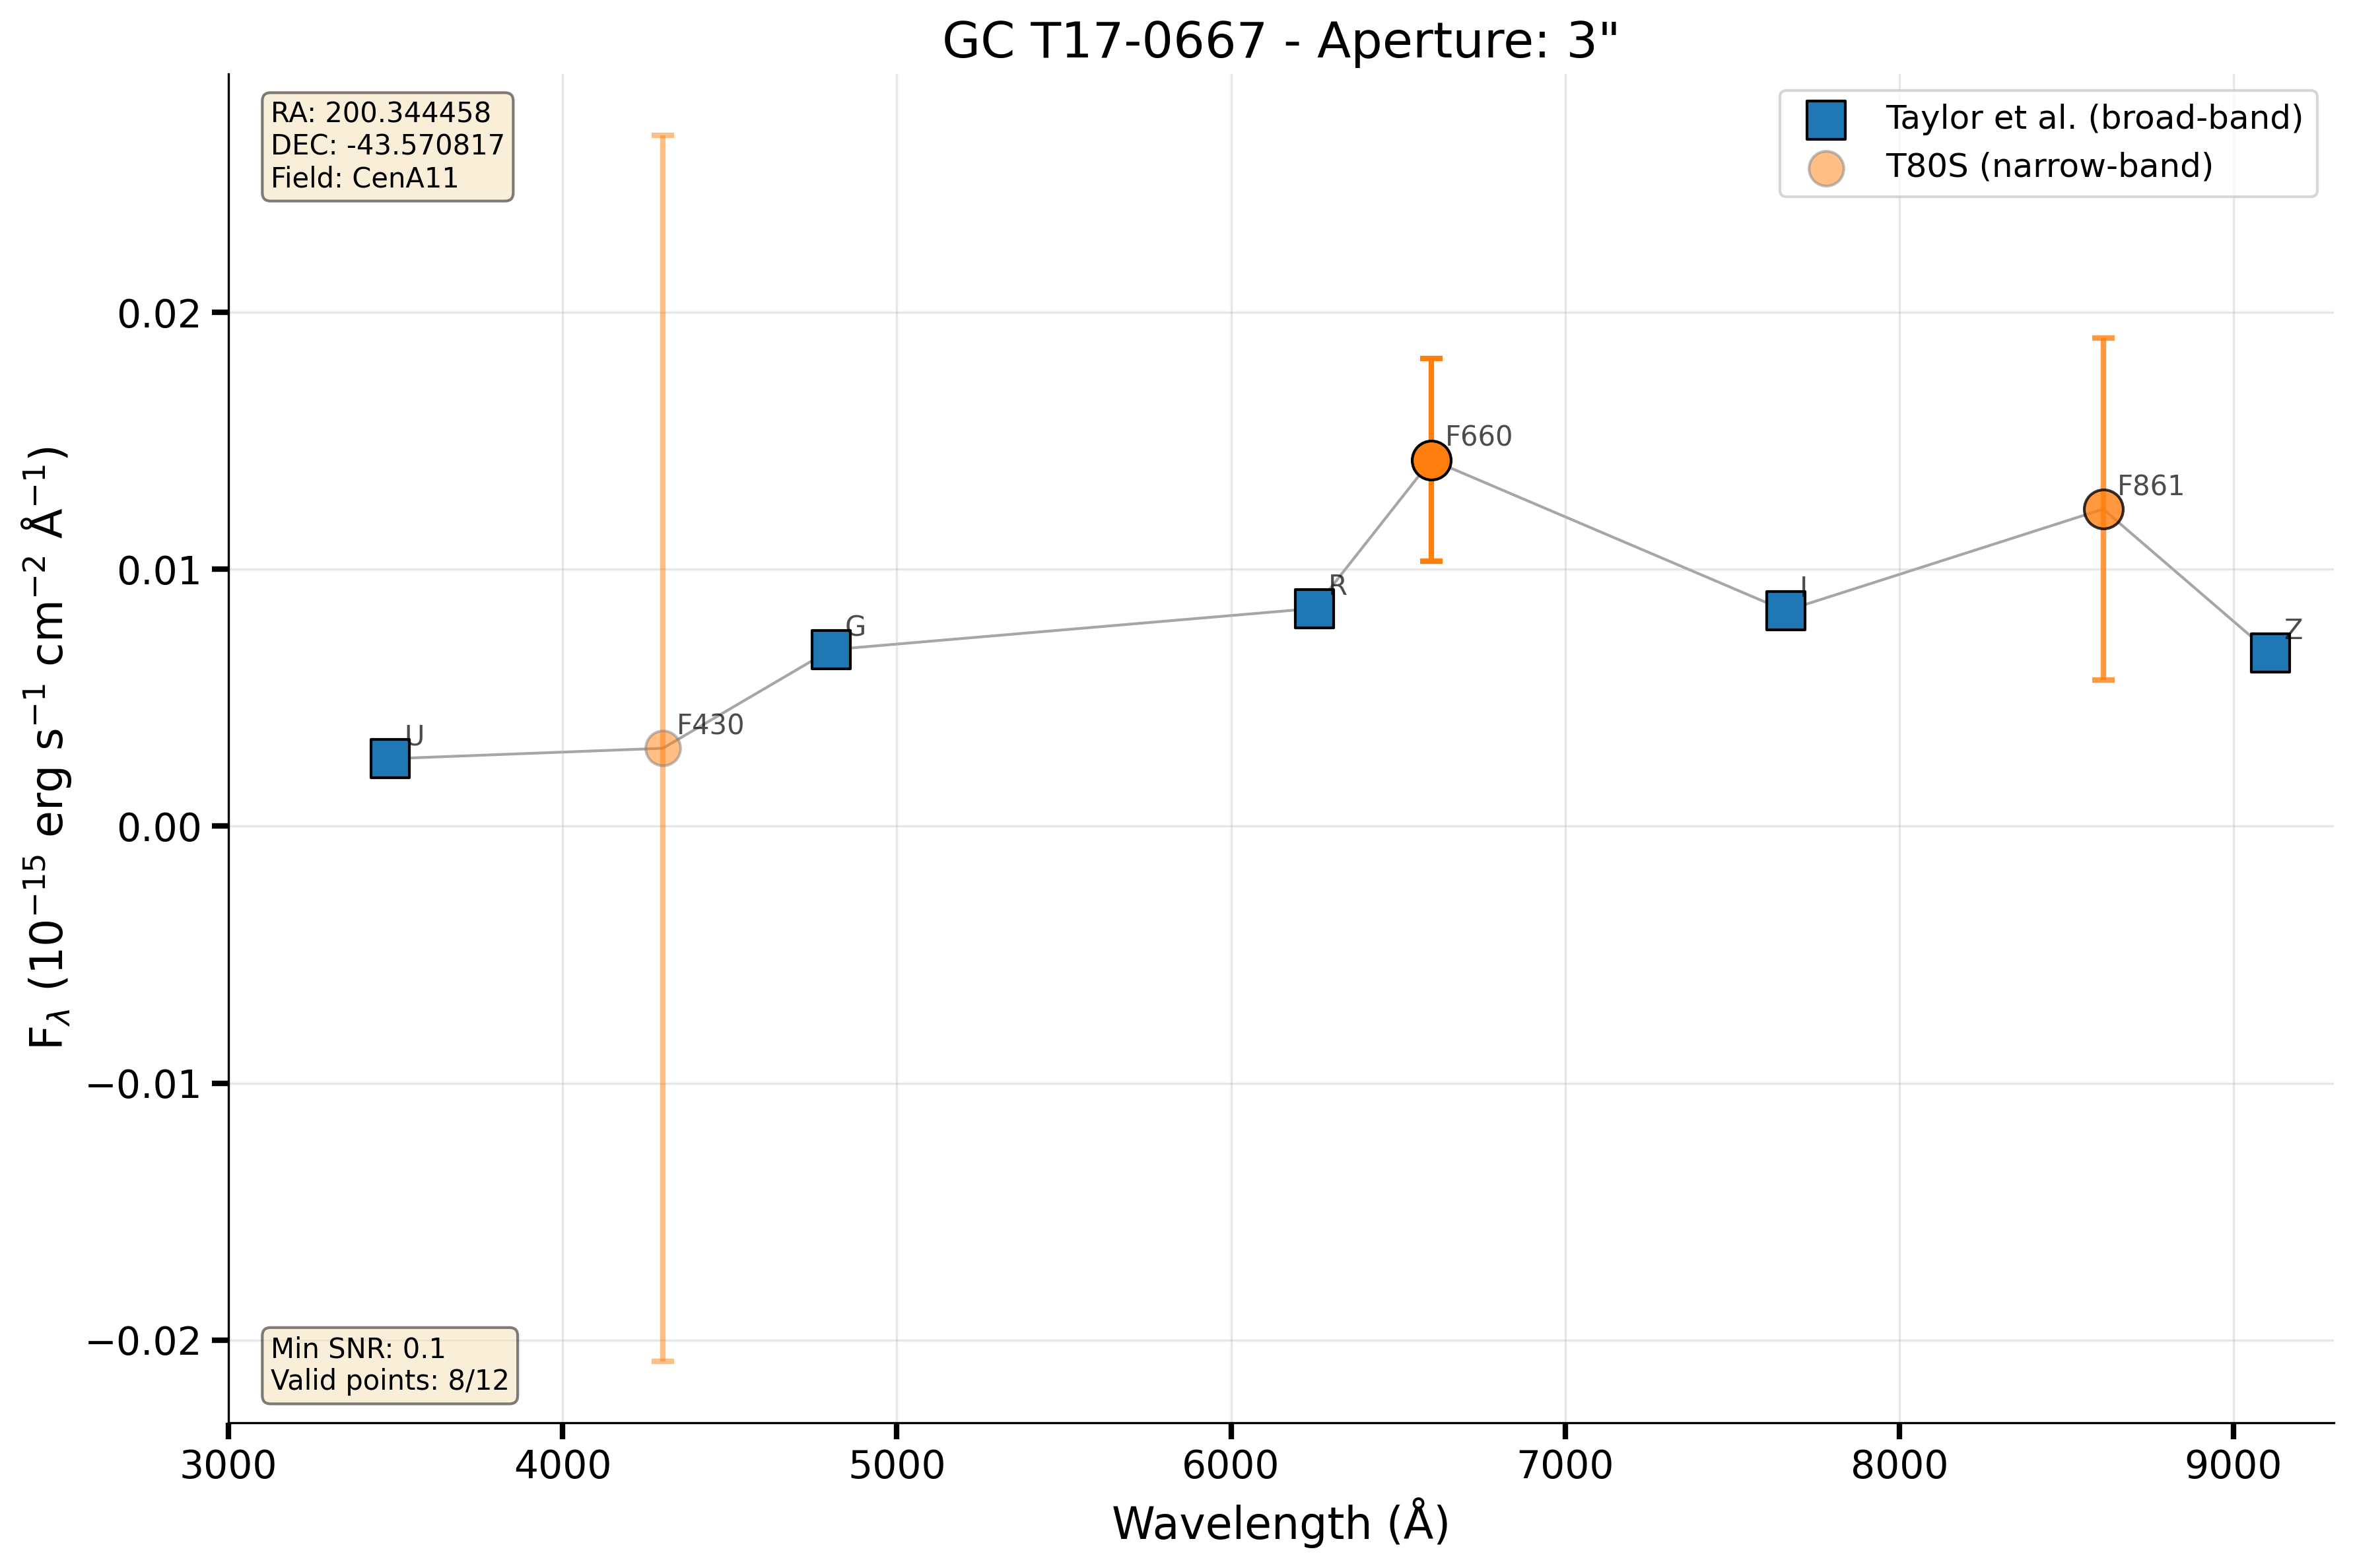 GC T17-0667 - Aperture: 3"
RA: 200.344458
DEC: -43.570817
Field: CenA11
Taylor et al. (broad-band)
T80S (narrow-band)
0.02
0.01
0.00
−0.01
−0.02
F𝜆 (10⁻¹⁵ erg s⁻¹ cm⁻² Å⁻¹)
U
F430
G
R
F660
I
F861
Z
Min SNR: 0.1
Valid points: 8/12
3000 4000 5000 6000 7000 8000 9000
Wavelength (Å)